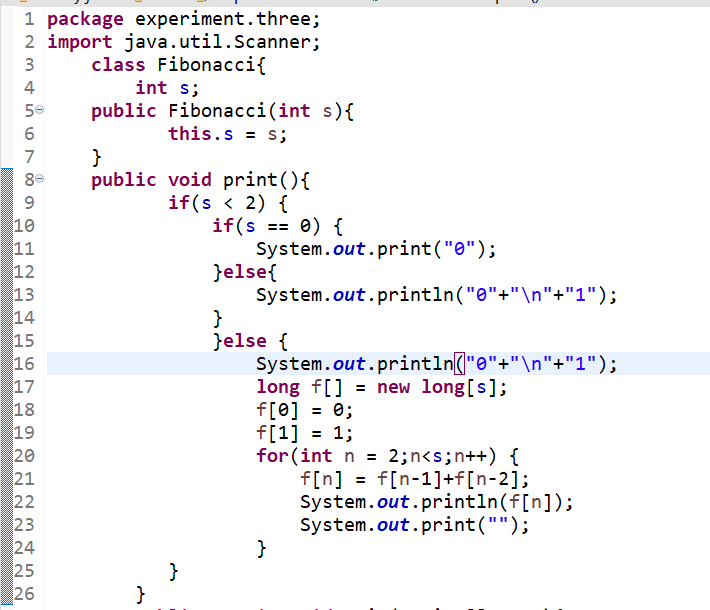 1 package experiment.three;
2 import java.util.Scanner;
3     class Fibonacci{
4         int s;
5     public Fibonacci(int s){
6            this.s = s;
7     }
8     public void print(){
9            if(s < 2) {
10               if(s == 0) {
11                   System.out.print("0");
12               }else{
13                   System.out.println("0"+"\n"+"1");
14               }
15               }else {
16                   System.out.println("0"+"\n"+"1");
17                   long f[] = new long[s];
18                   f[0] = 0;
19                   f[1] = 1;
20                   for(int n = 2;n<s;n++) {
21                       f[n] = f[n-1]+f[n-2];
22                       System.out.println(f[n]);
23                       System.out.print("");
24                   }
25           }
26        }